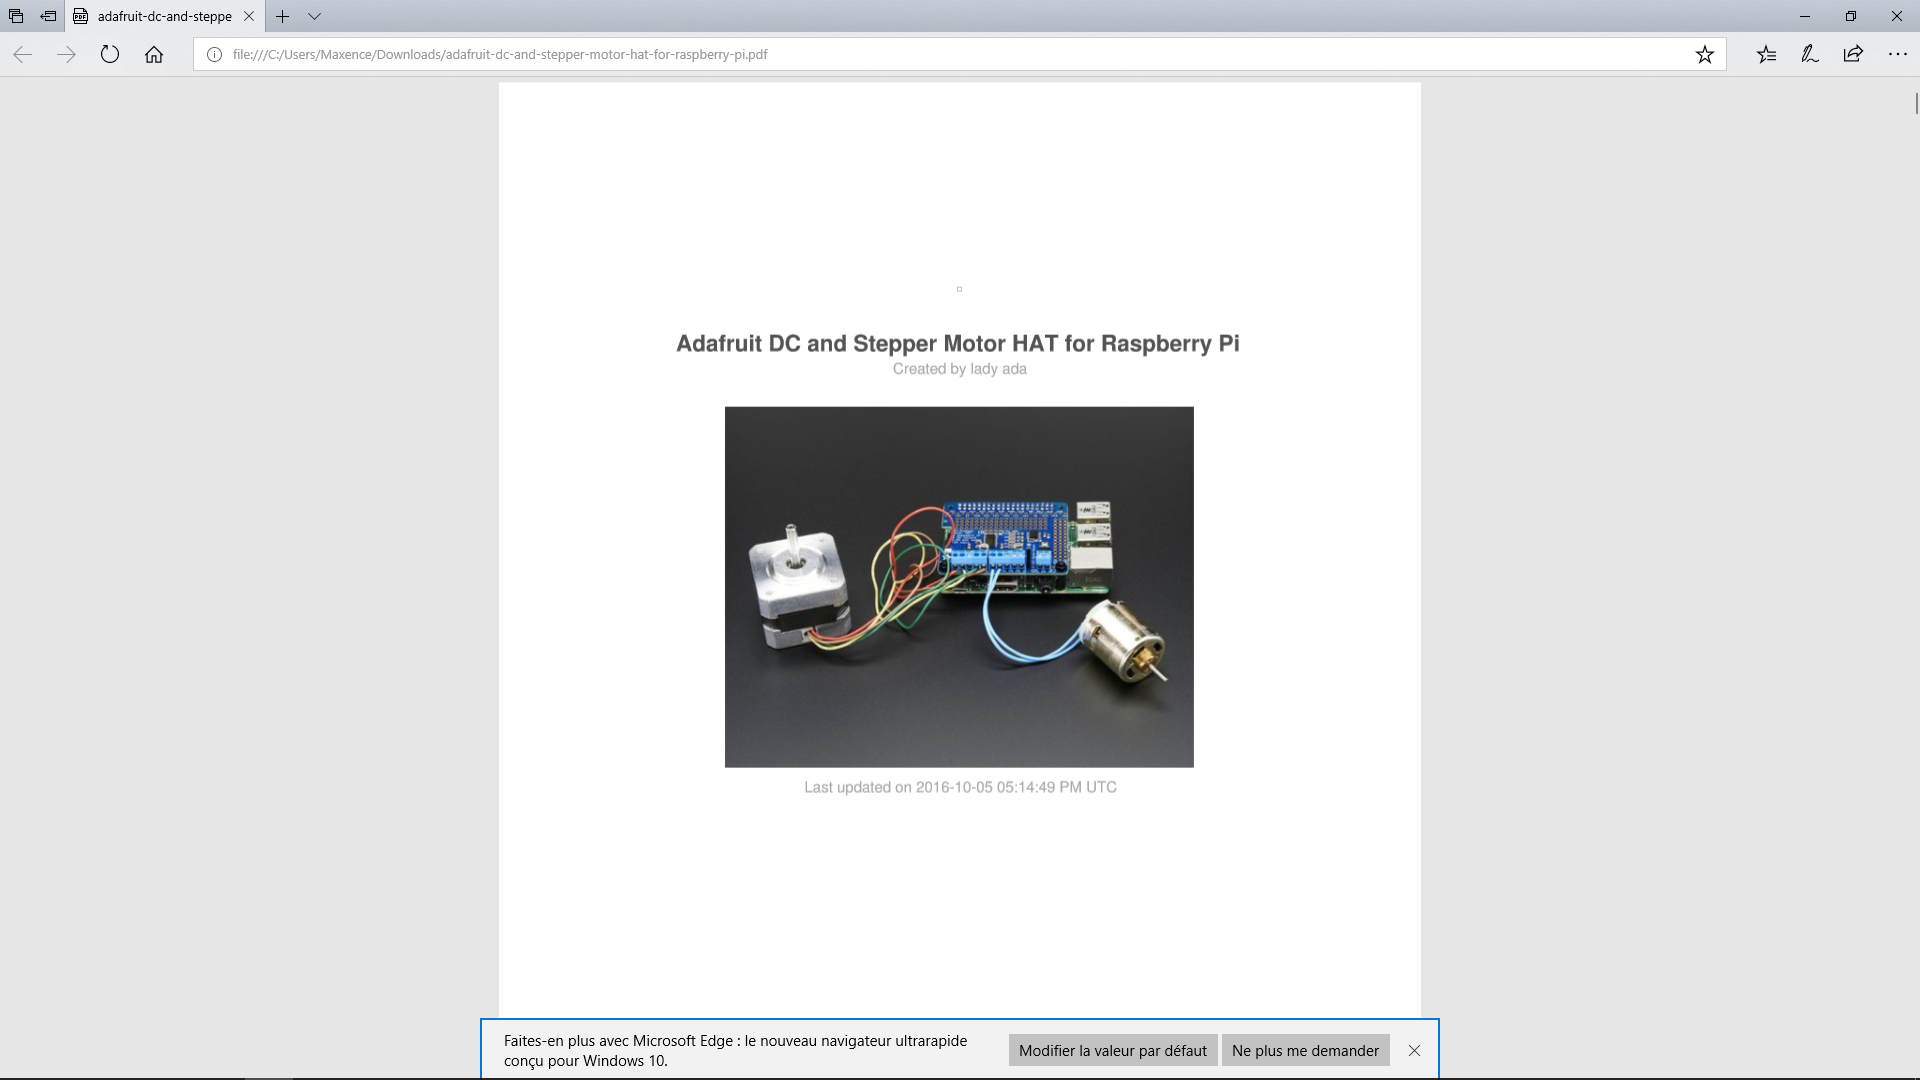 adafruit-dc-and-steppe
file:///C:/Users/Maxence/Downloads/adafruit-dc-and-stepper-motor-hat-for-raspberry-pi.pdf
Adafruit DC and Stepper Motor HAT for Raspberry Pi
Created by lady ada
Last updated on 2016-10-05 05:14:49 PM UTC
Faites-en plus avec Microsoft Edge : le nouveau navigateur ultrarapide
conçu pour Windows 10.
Modifier la valeur par défaut
Ne plus me demander